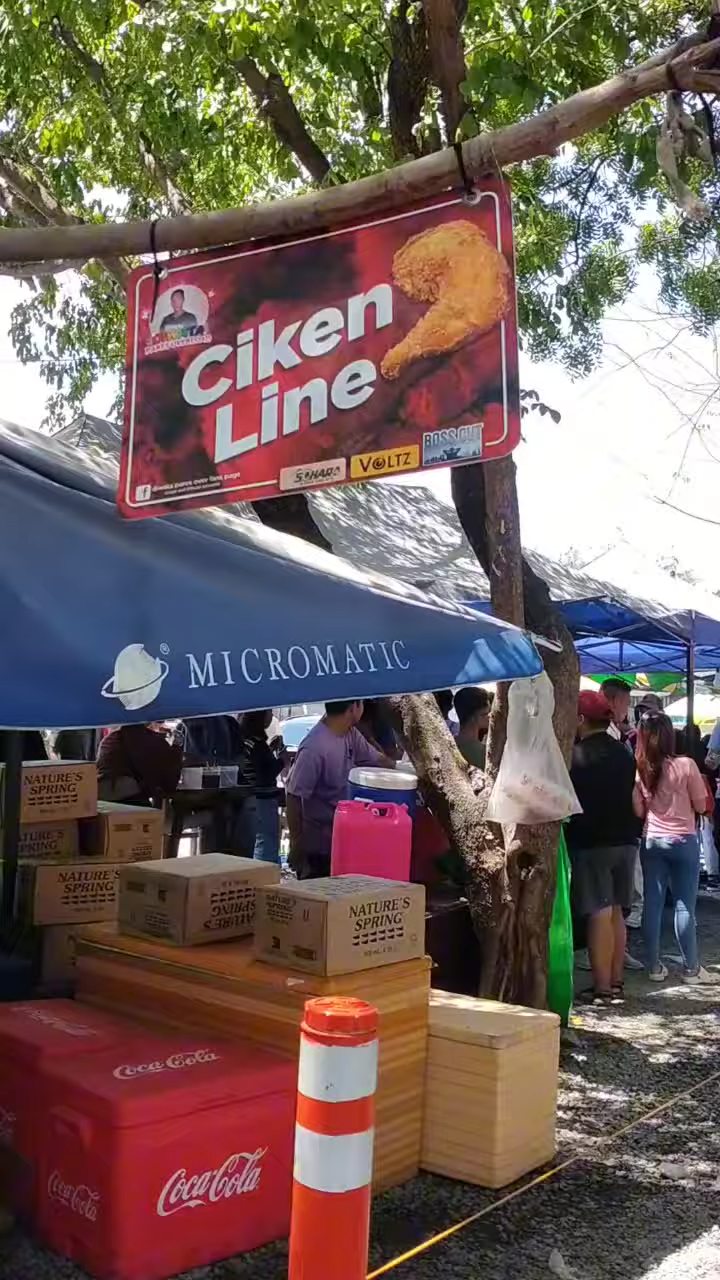 Ciken
Line
SAHARA
VOLTZ
BOSS CUT
MICROMATIC
NATURE'S
SPRING
NATURE'S
SPRING
NATURE'S
SPRING
NATURE'S
SPRING
NATURE'S
SPRING
Coca-Cola
Coca-Cola
Coca-Cola